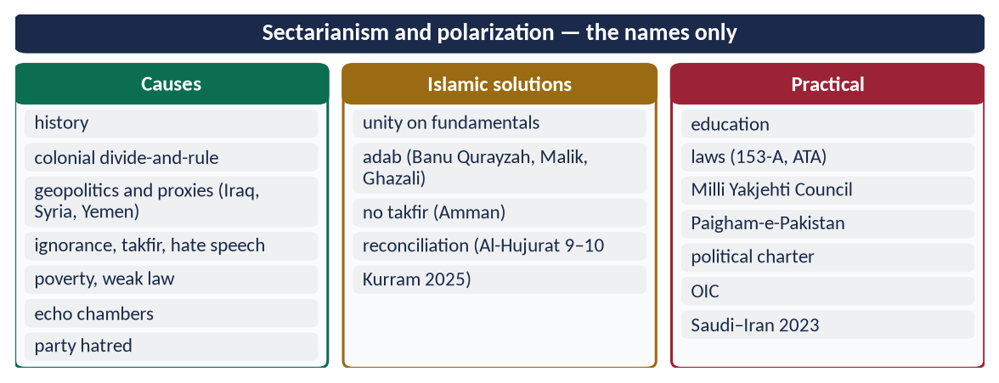 Sectarianism and polarization — the names only
Causes
history
colonial divide-and-rule
geopolitics and proxies (Iraq,
Syria, Yemen)
ignorance, takfir, hate speech
poverty, weak law
echo chambers
party hatred
Islamic solutions
unity on fundamentals
adab (Banu Qurayzah, Malik,
Ghazali)
no takfir (Amman)
reconciliation (Al-Hujurat 9–10
Kurram 2025)
Practical
education
laws (153-A, ATA)
Milli Yakjehti Council
Paigham-e-Pakistan
political charter
OIC
Saudi–Iran 2023